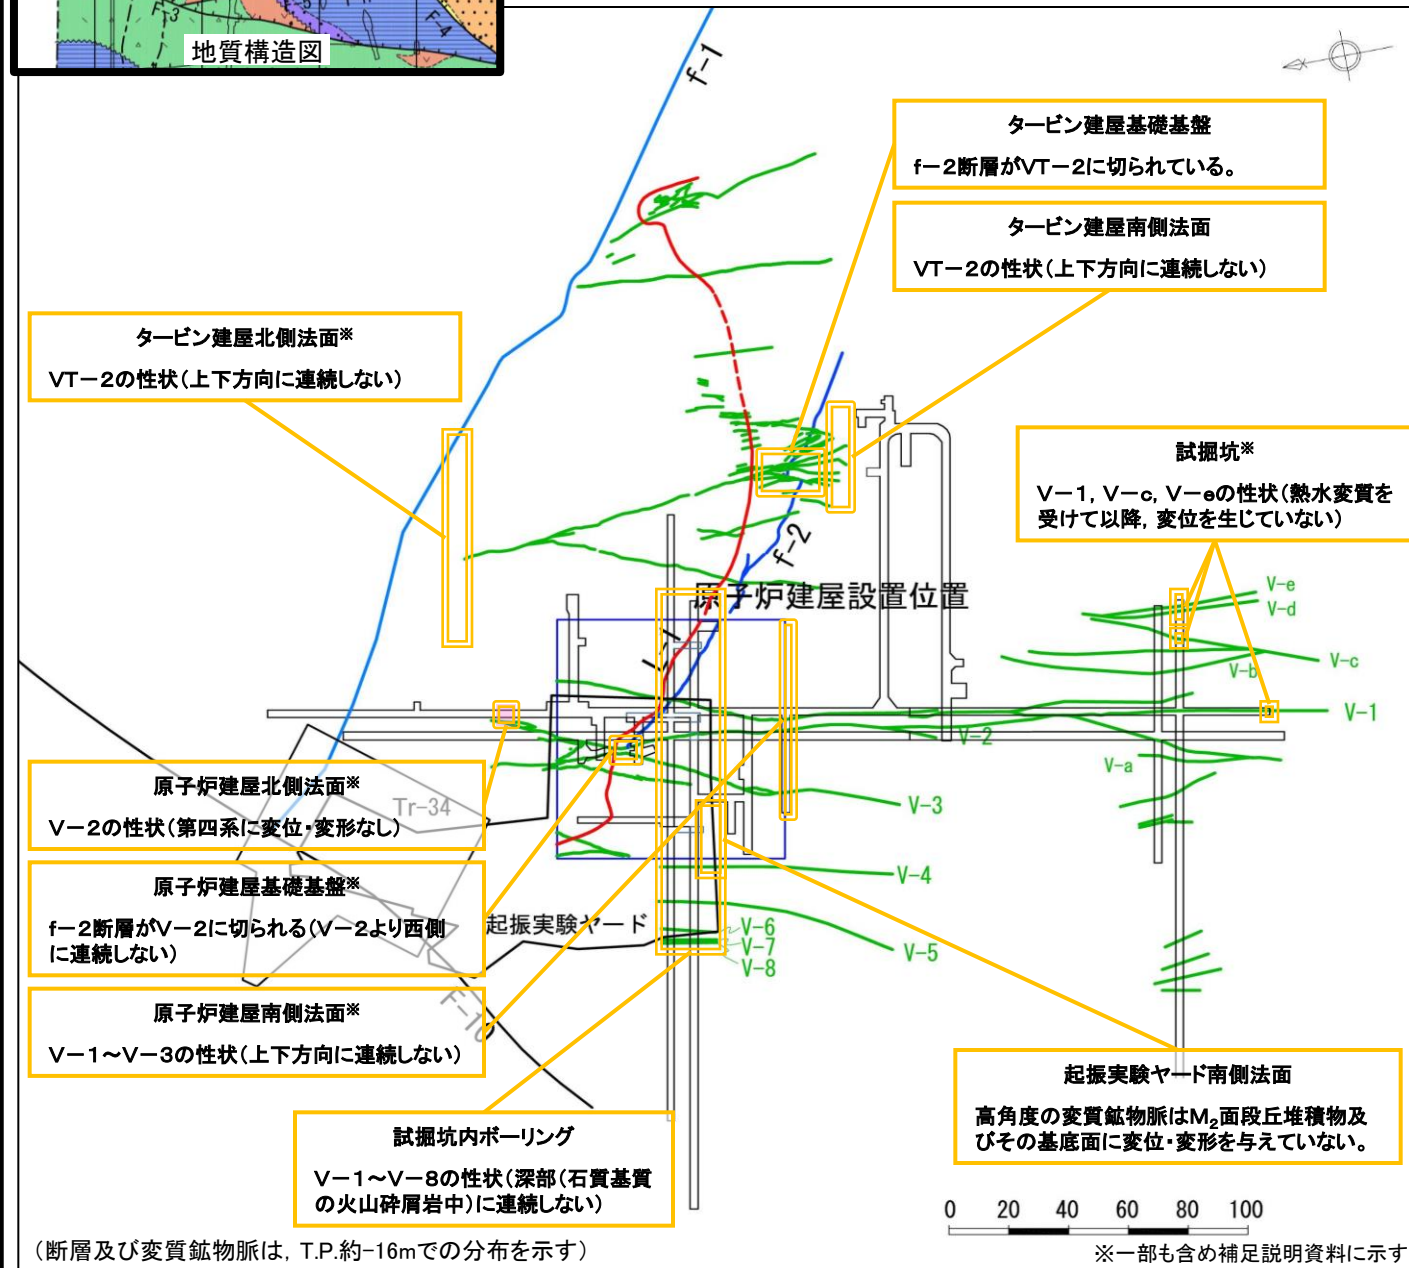 F-3
F-4
地質構造図
f-1
タービン建屋基礎基盤
f-2断層がVT-2に切られている。
タービン建屋南側法面
VT-2の性状(上下方向に連続しない)
タービン建屋北側法面※
VT-2の性状(上下方向に連続しない)
試掘坑※
V-1, V-c, V-eの性状(熱水変質を
受けて以降, 変位を生じていない)
f-2
原子炉建屋設置位置
V-e
V-d
V-c
V-b
V-1
V-2
V-a
V-3
V-4
V-5
V-6
V-7
V-8
原子炉建屋北側法面※
V-2の性状(第四系に変位・変形なし)
Tr-34
原子炉建屋基礎基盤※
f-2断層がV-2に切られる(V-2より西側
に連続しない)
起振実験ヤード
原子炉建屋南側法面※
V-1~V-3の性状(上下方向に連続しない)
試掘坑内ボーリング
V-1~V-8の性状(深部(石質基質
の火山砕屑岩中)に連続しない)
起振実験ヤード南側法面
高角度の変質鉱物脈はM₂面段丘堆積物及
びその基底面に変位・変形を与えていない。
0 20 40 60 80 100
(断層及び変質鉱物脈は, T.P.約-16mでの分布を示す)
※一部も含め補足説明資料に示す